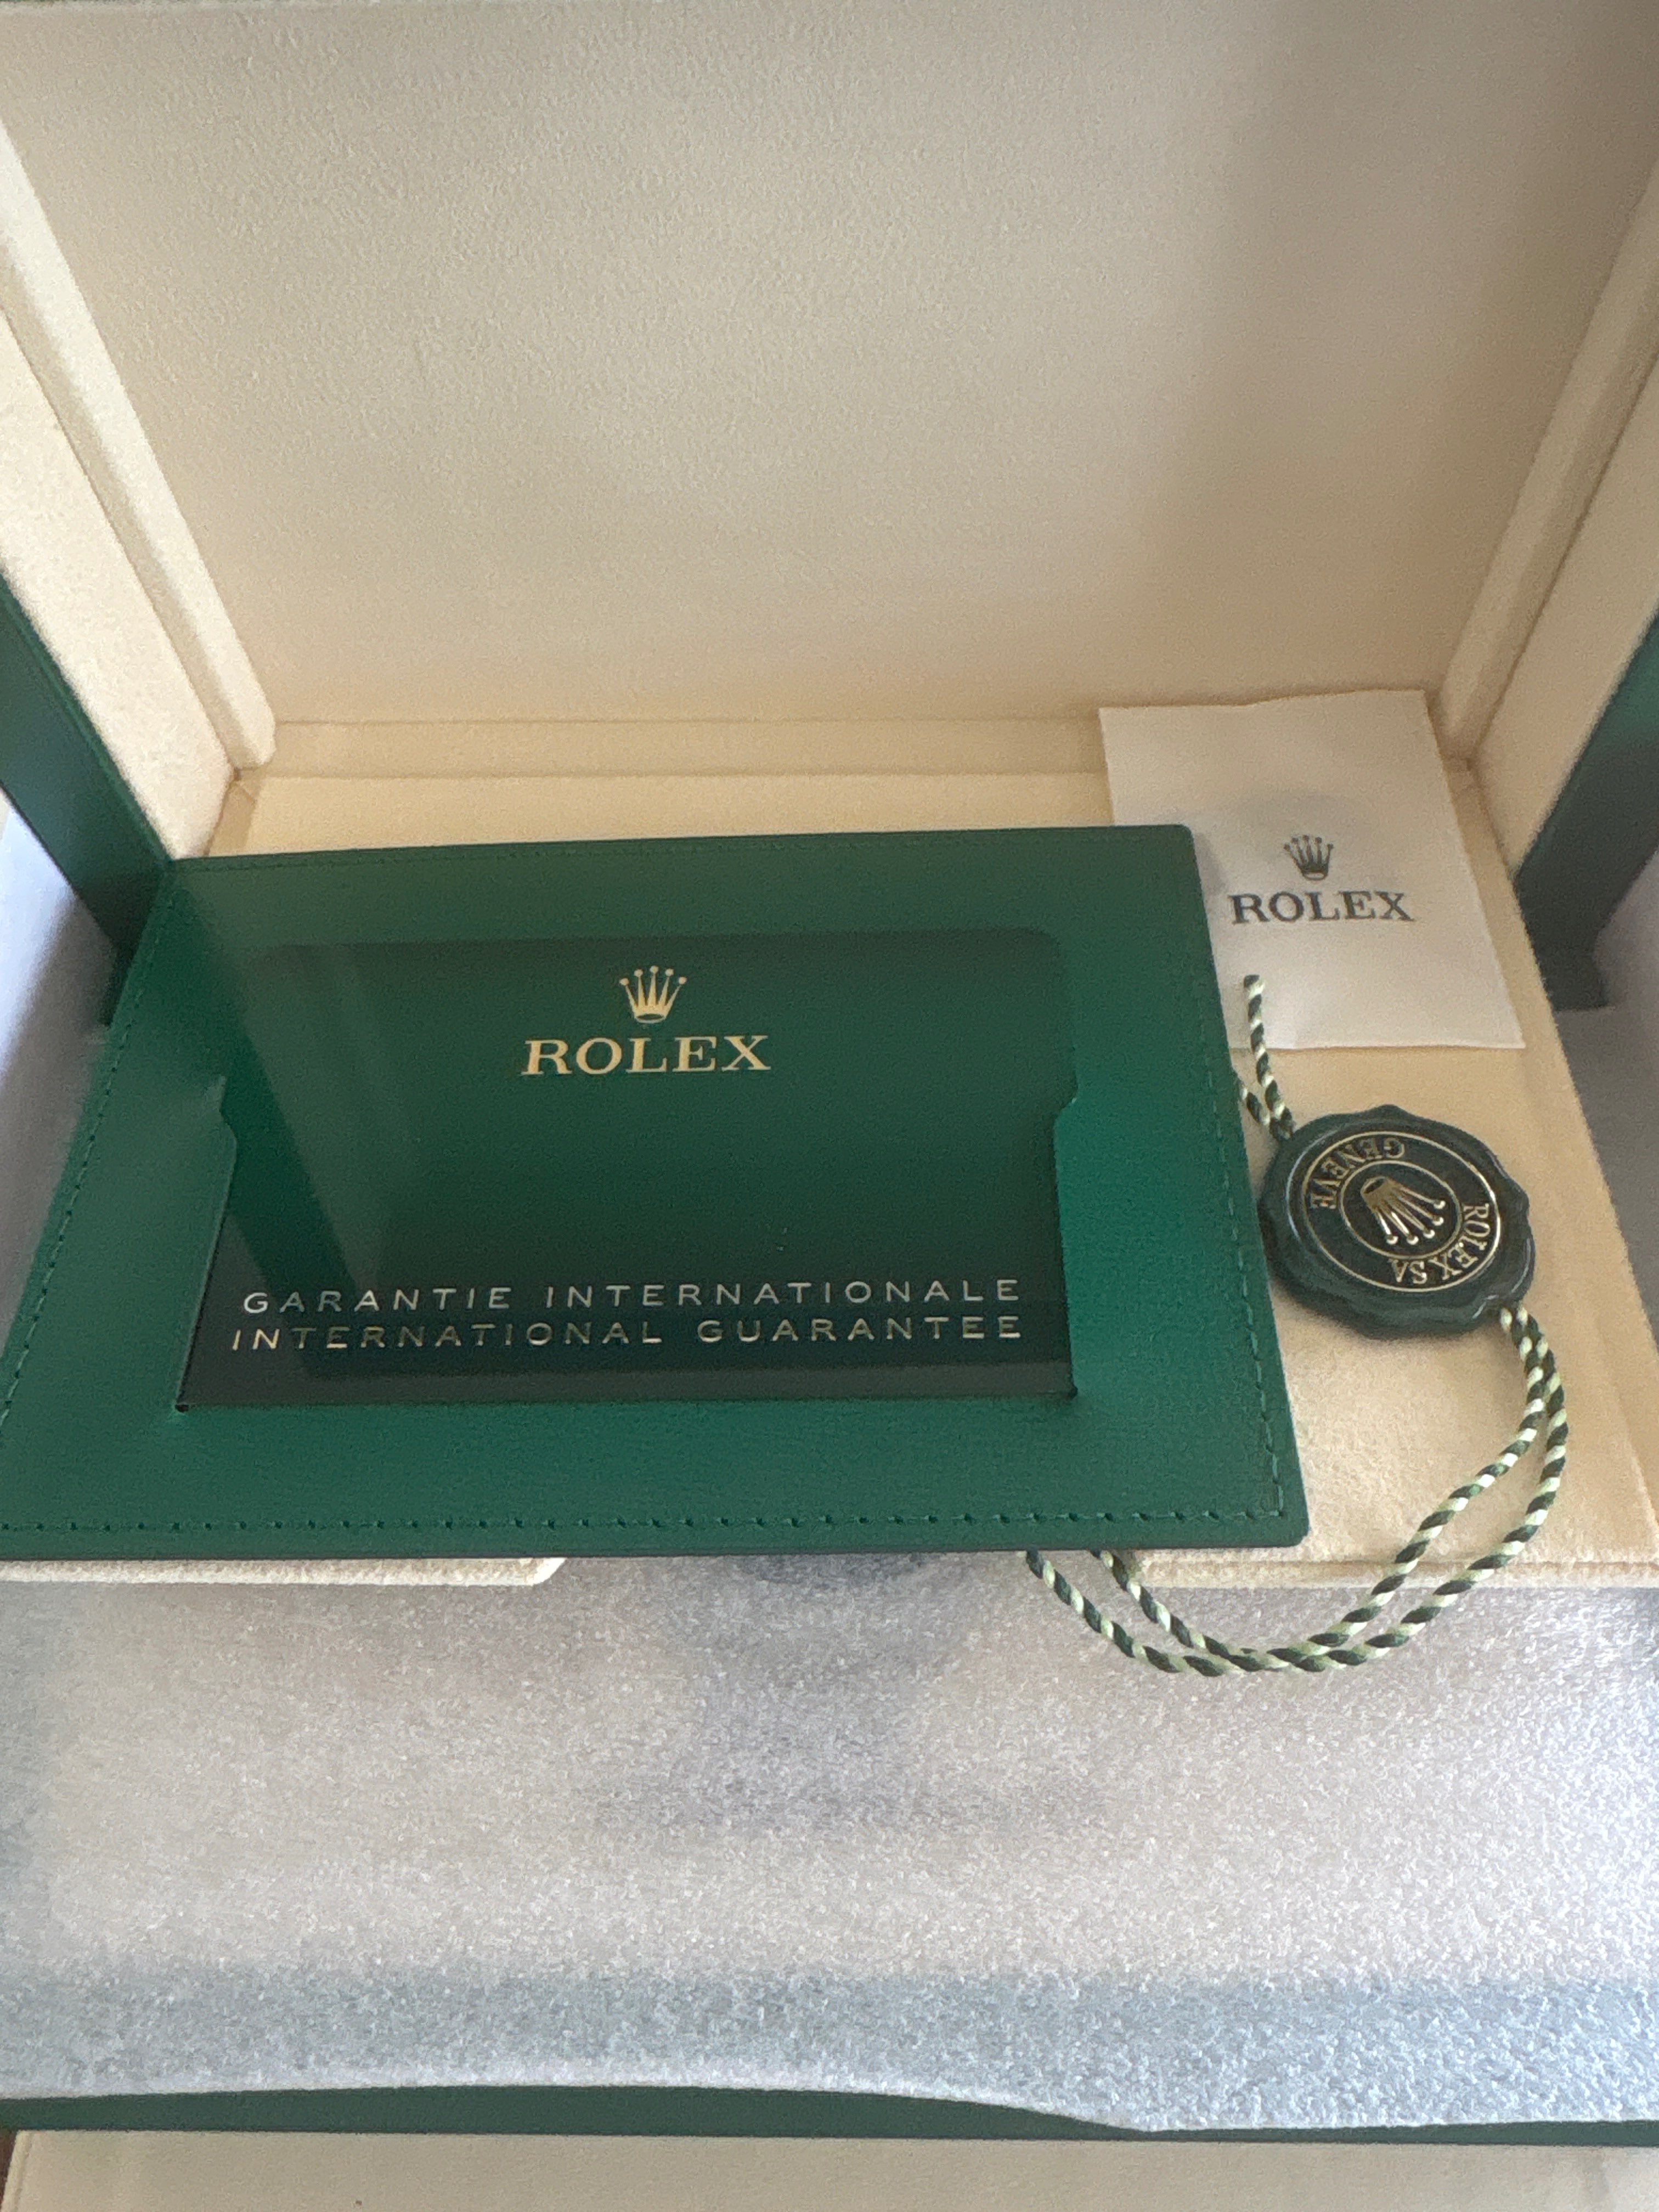 ROLEX
ROLEX
GARANTIE INTERNATIONALE
INTERNATIONAL GUARANTEE
ROLEX SA
GENEVE